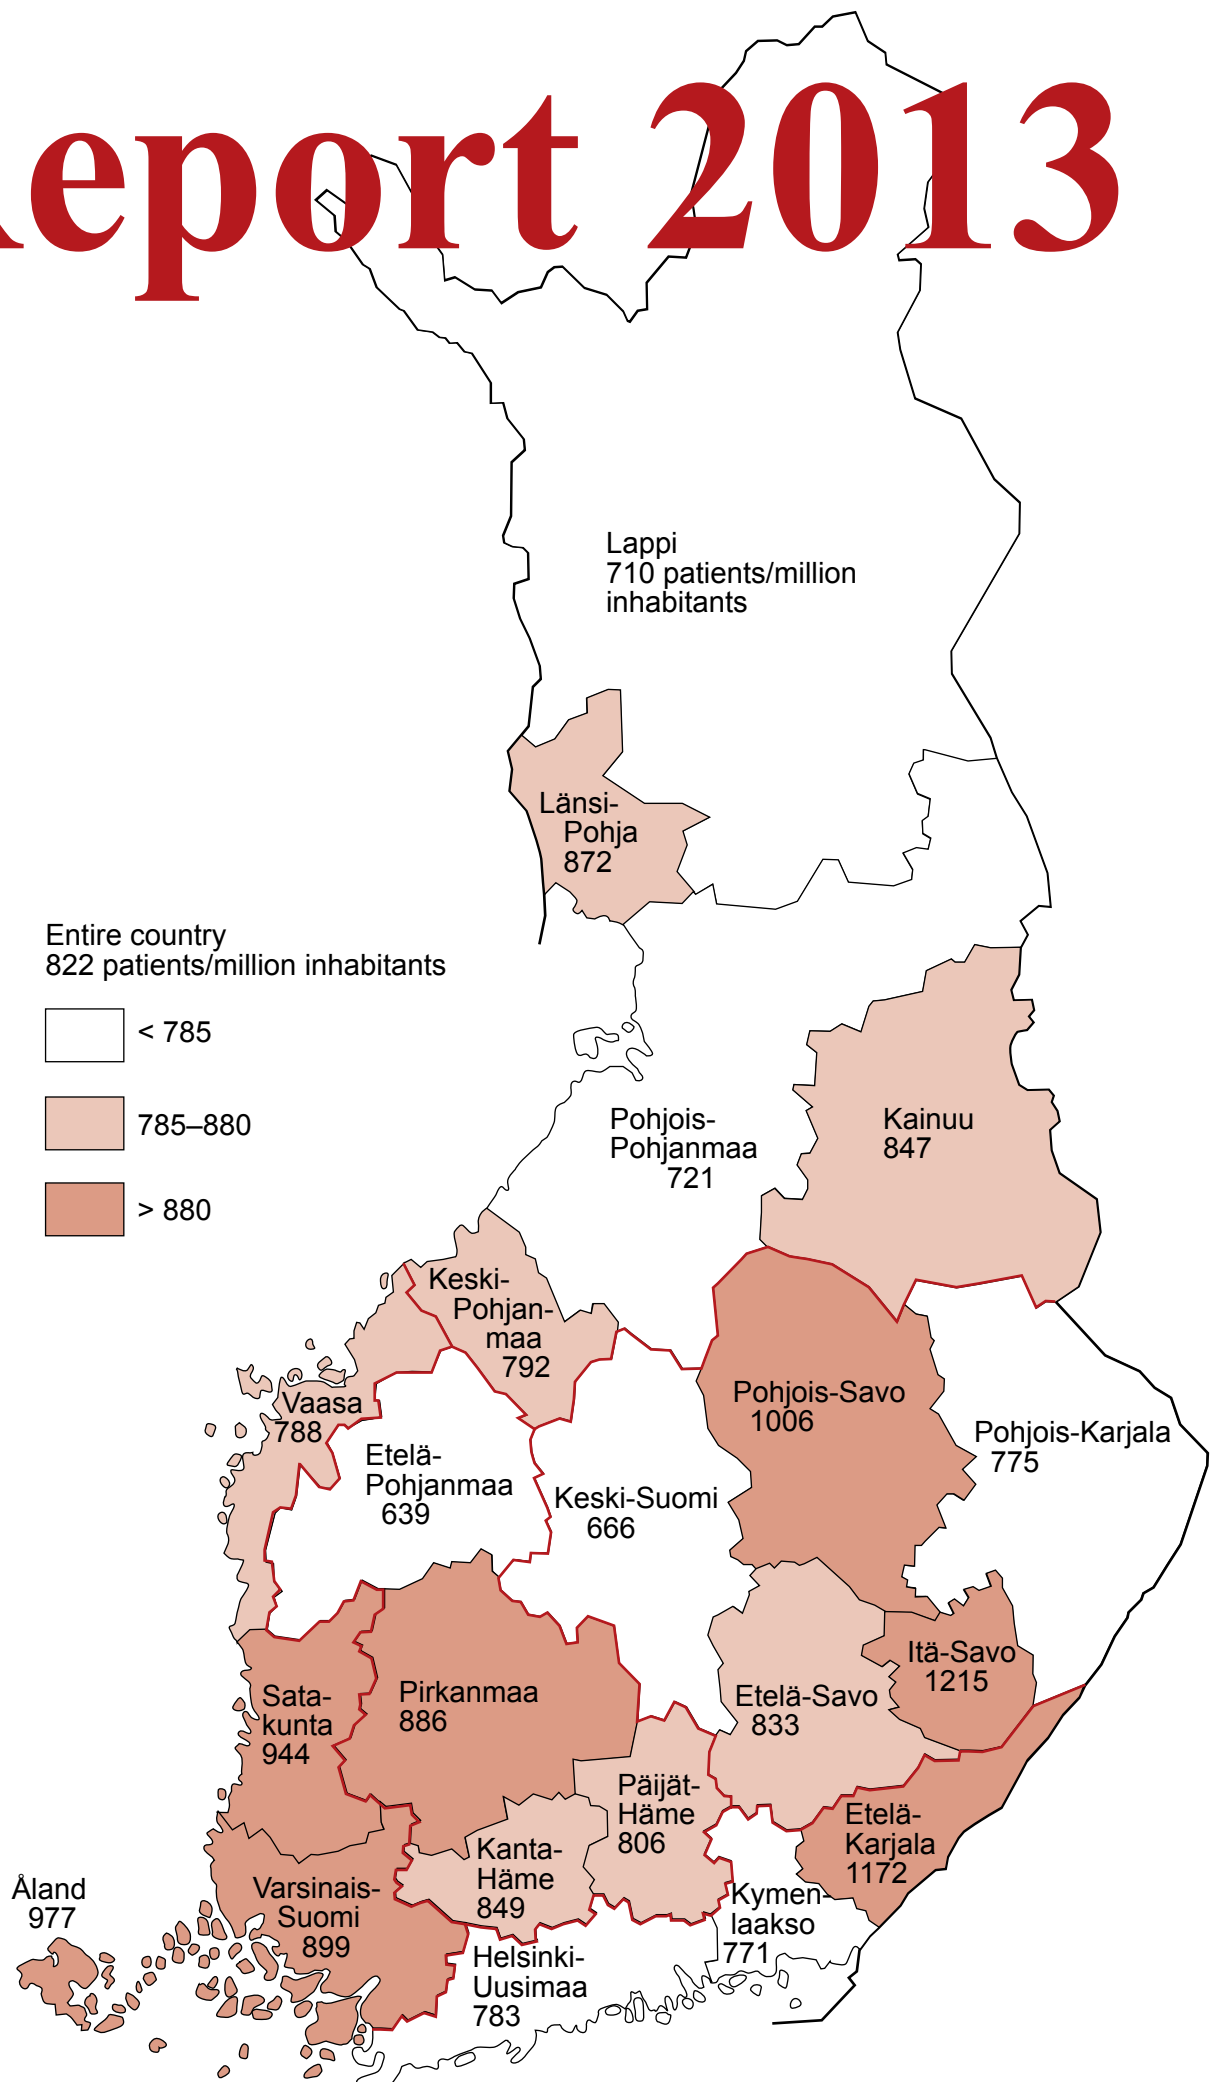 Report 2013
Lappi
710 patients/million
inhabitants
Länsi-
Pohja
872
Entire country
822 patients/million inhabitants
< 785
785–880
> 880
Pohjois-
Pohjanmaa
721
Kainuu
847
Keski-
Pohjan-
maa
792
Vaasa
788
Etelä-
Pohjanmaa
639
Keski-Suomi
666
Pohjois-Savo
1006
Pohjois-Karjala
775
Sata-
kunta
944
Pirkanmaa
886
Etelä-Savo
833
Itä-Savo
1215
Päijät-
Häme
806
Etelä-
Karjala
1172
Kanta-
Häme
849
Åland
977
Varsinais-
Suomi
899
Kymen-
laakso
771
Helsinki-
Uusimaa
783